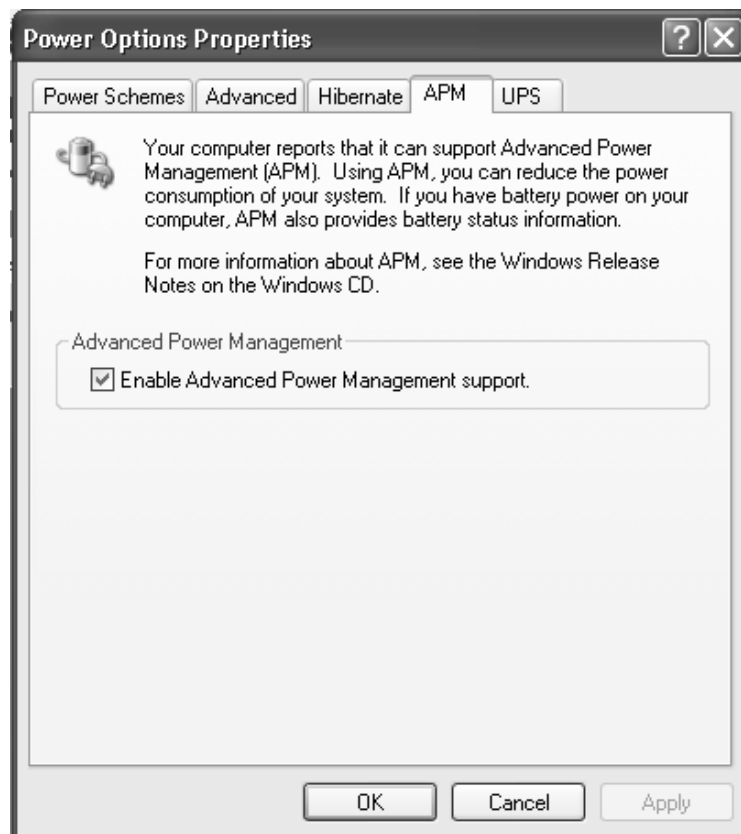 Power Options Properties
Power Schemes Advanced Hibernate APM UPS
Your computer reports that it can support Advanced Power
Management (APM). Using APM, you can reduce the power
consumption of your system. If you have battery power on your
computer, APM also provides battery status information.
For more information about APM, see the Windows Release
Notes on the Windows CD.
Advanced Power Management
Enable Advanced Power Management support.
OK Cancel Apply